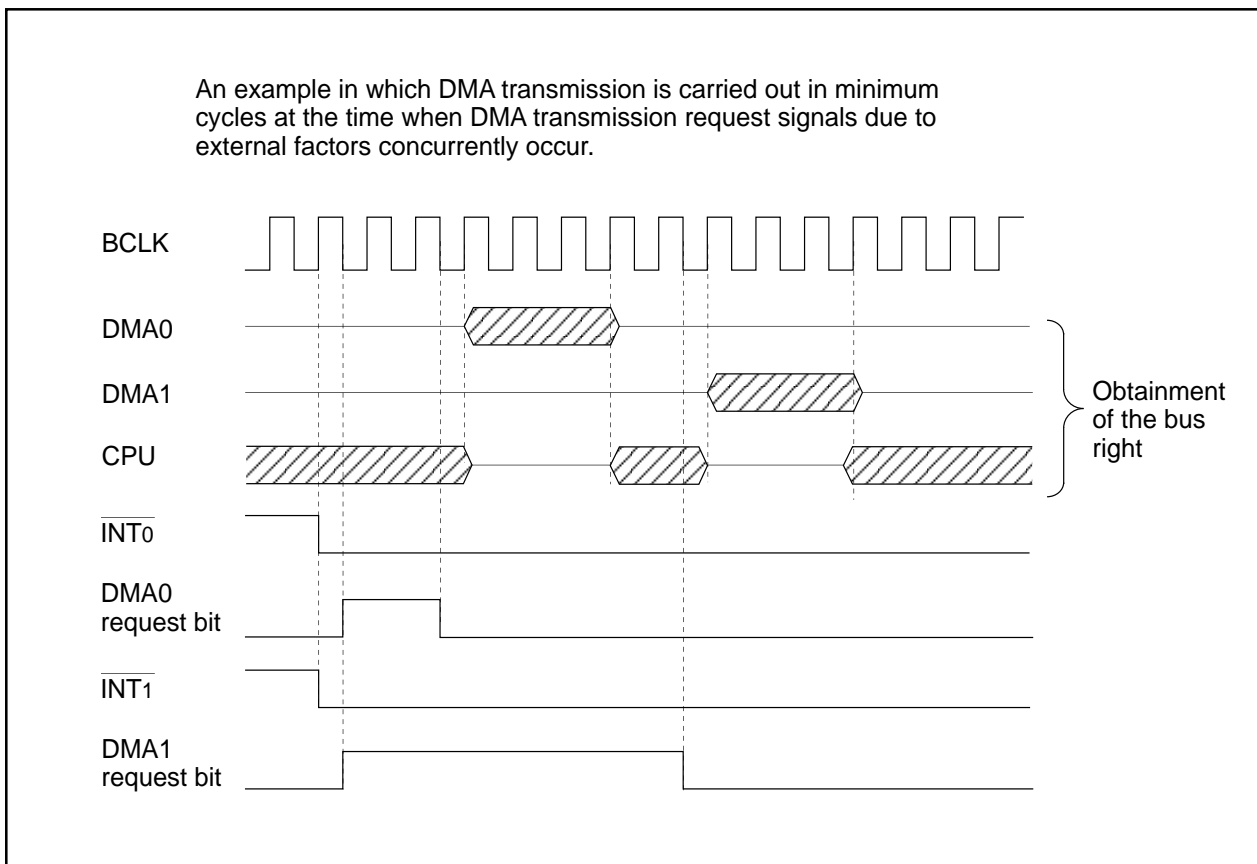 An example in which DMA transmission is carried out in minimum
cycles at the time when DMA transmission request signals due to
external factors concurrently occur.
BCLK
DMA0
DMA1
CPU
Obtainment
of the bus
right
INT0
DMA0
request bit
INT1
DMA1
request bit